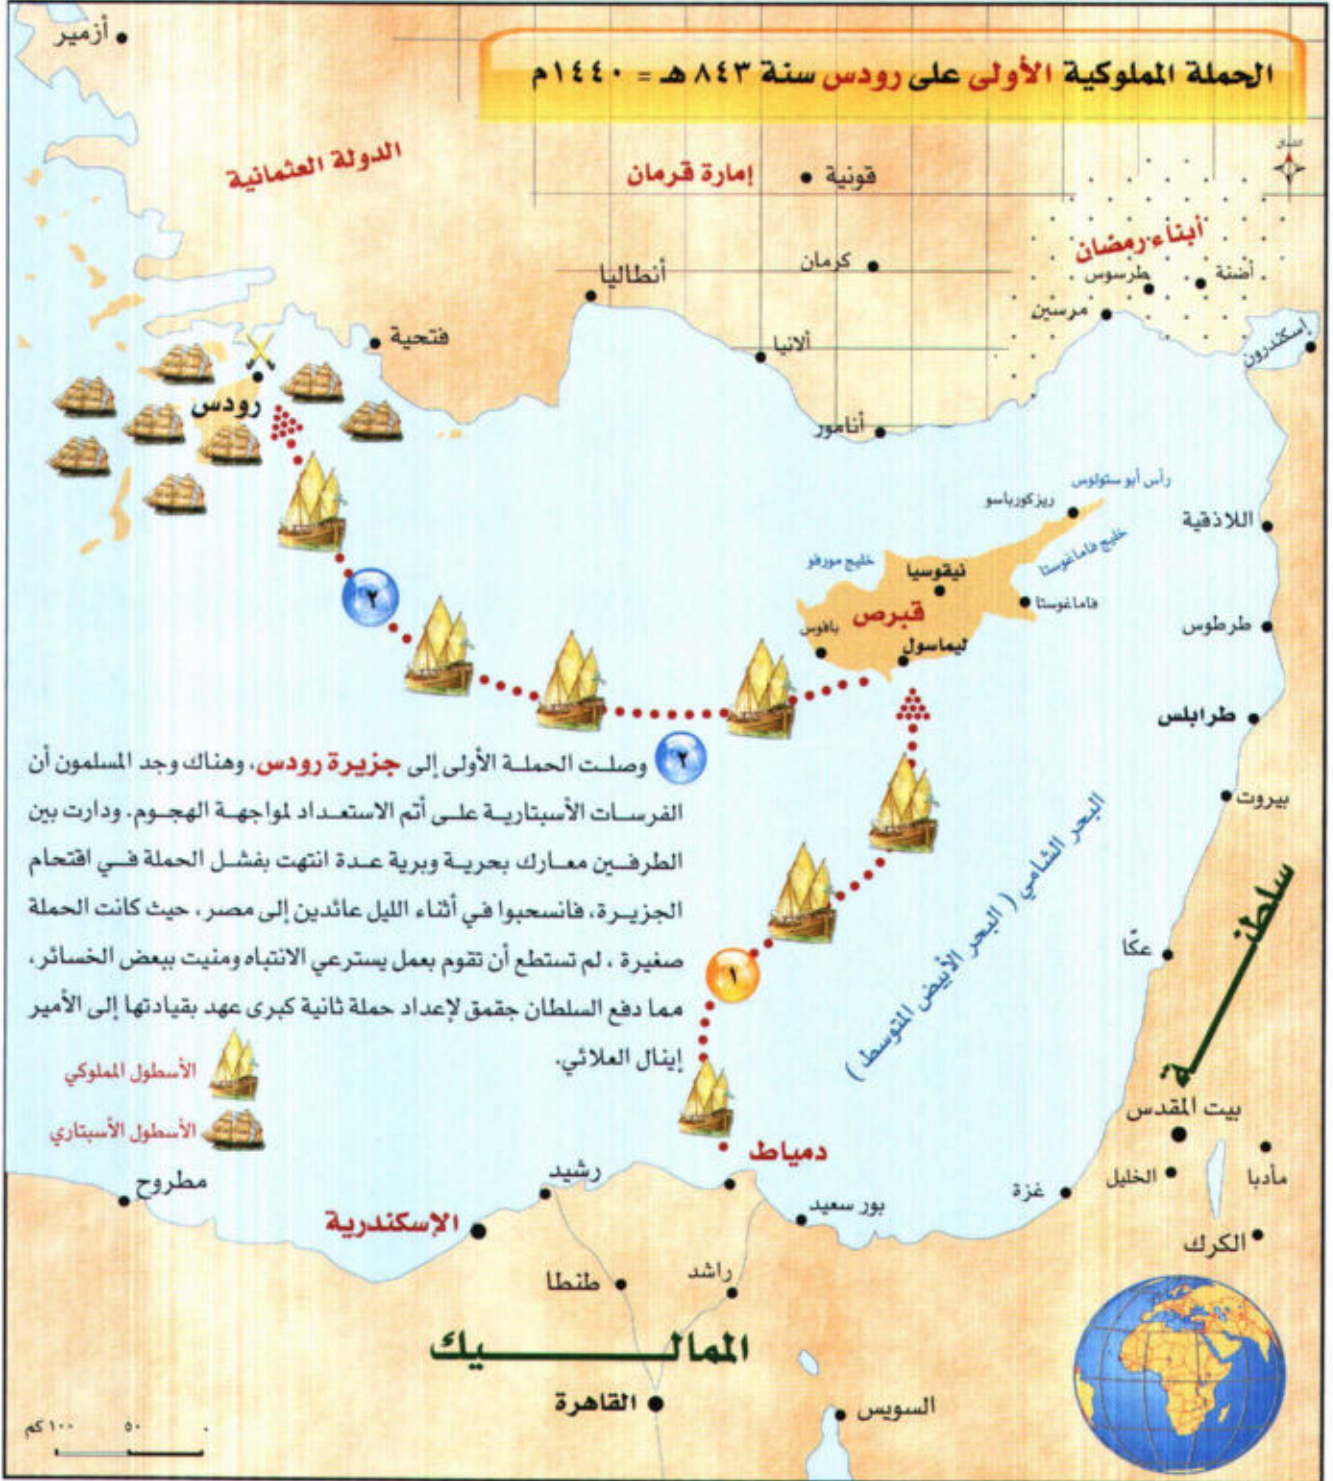 الحملة المملوكية الأولى على رودس سنة ٨٤٣ هـ = ١٤٤٠م
أزمير
الدولة العثمانية
إمارة قرمان
قونية
الشمال
أبناء رمضان
كرمان
طرسوس
أضنة
أنطاليا
مرسين
إسكندرون
فتحية
ألانيا
رودس
أنامور
رأس أبو ستولوس
ريزكورباسو
اللاذقية
خليج فاماغوستا
خليج مورفو
نيقوسيا
٢
قبرص
فاماغوستا
بافوس
طرطوس
ليماسول
طرابلس
٢ وصلت الحملة الأولى إلى جزيرة رودس، وهناك وجد المسلمون أن
الفرسات الأسبتارية على أتم الاستعداد لمواجهة الهجوم. ودارت بين
الطرفين معارك بحرية وبرية عدة انتهت بفشل الحملة في اقتحام
الجزيرة، فانسحبوا في أثناء الليل عائدين إلى مصر، حيث كانت الحملة
صغيرة، لم تستطع أن تقوم بعمل يسترعي الانتباه ومنيت ببعض الخسائر،
مما دفع السلطان جقمق لإعداد حملة ثانية كبرى عهد بقيادتها إلى الأمير
إينال العلائي.
بيروت
البحر الشامي ( البحر الأبيض المتوسط )
سلطنة
عكّا
١
الأسطول المملوكي
الأسطول الأسبتاري
بيت المقدس
دمياط
مأدبا
الخليل
غزة
رشيد
مطروح
بور سعيد
الإسكندرية
الكرك
راشد
طنطا
المماليك
القاهرة
السويس
٠ ٥٠ ١٠٠ كم